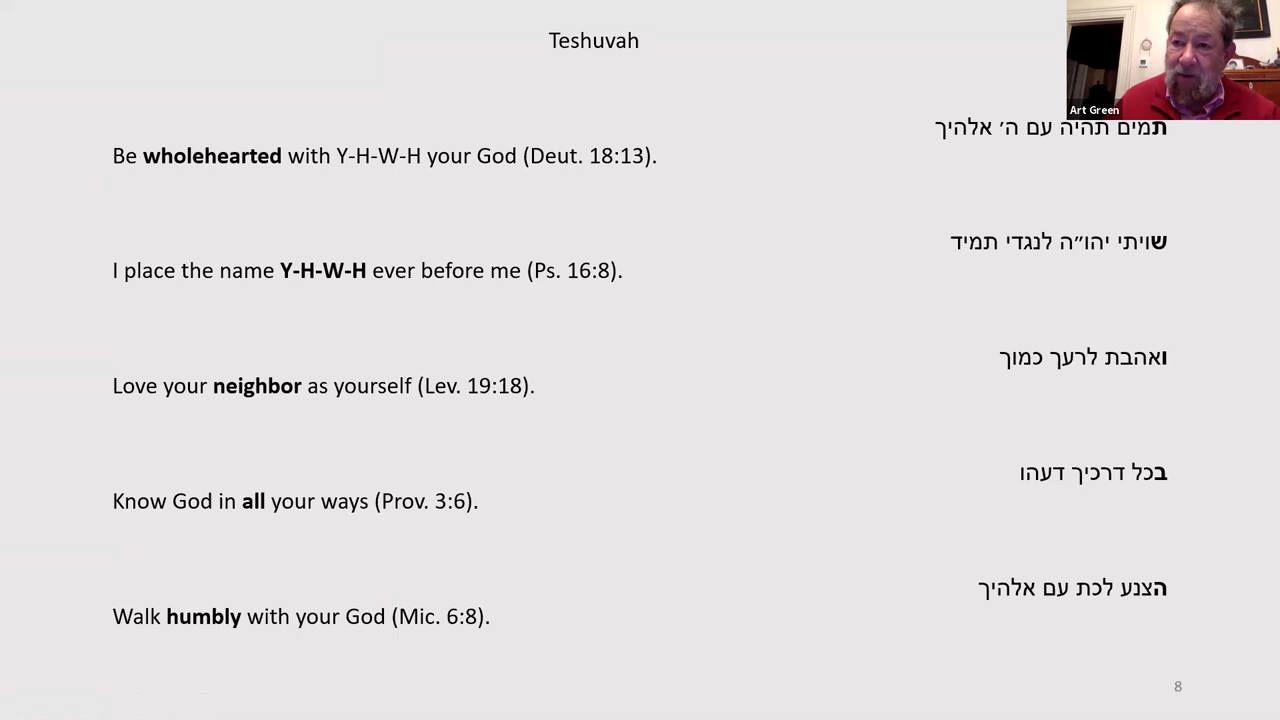 Teshuvah
Art Green
תמים תהיה עם ה׳ אלהיך
Be wholehearted with Y-H-W-H your God (Deut. 18:13).
שויתי יהו״ה לנגדי תמיד
I place the name Y-H-W-H ever before me (Ps. 16:8).
ואהבת לרעך כמוך
Love your neighbor as yourself (Lev. 19:18).
בכל דרכיך דעהו
Know God in all your ways (Prov. 3:6).
הצנע לכת עם אלהיך
Walk humbly with your God (Mic. 6:8).
8